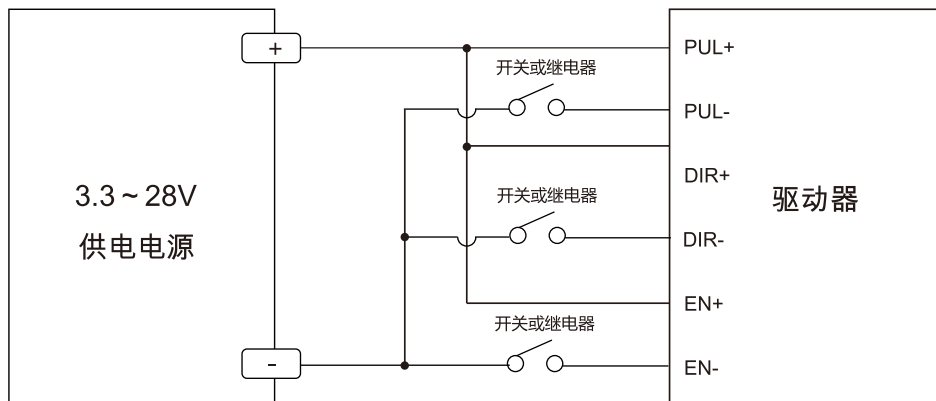 +
PUL+
开关或继电器
PUL-
DIR+
3.3~28V
开关或继电器
驱动器
供电电源
DIR-
EN+
开关或继电器
-
EN-